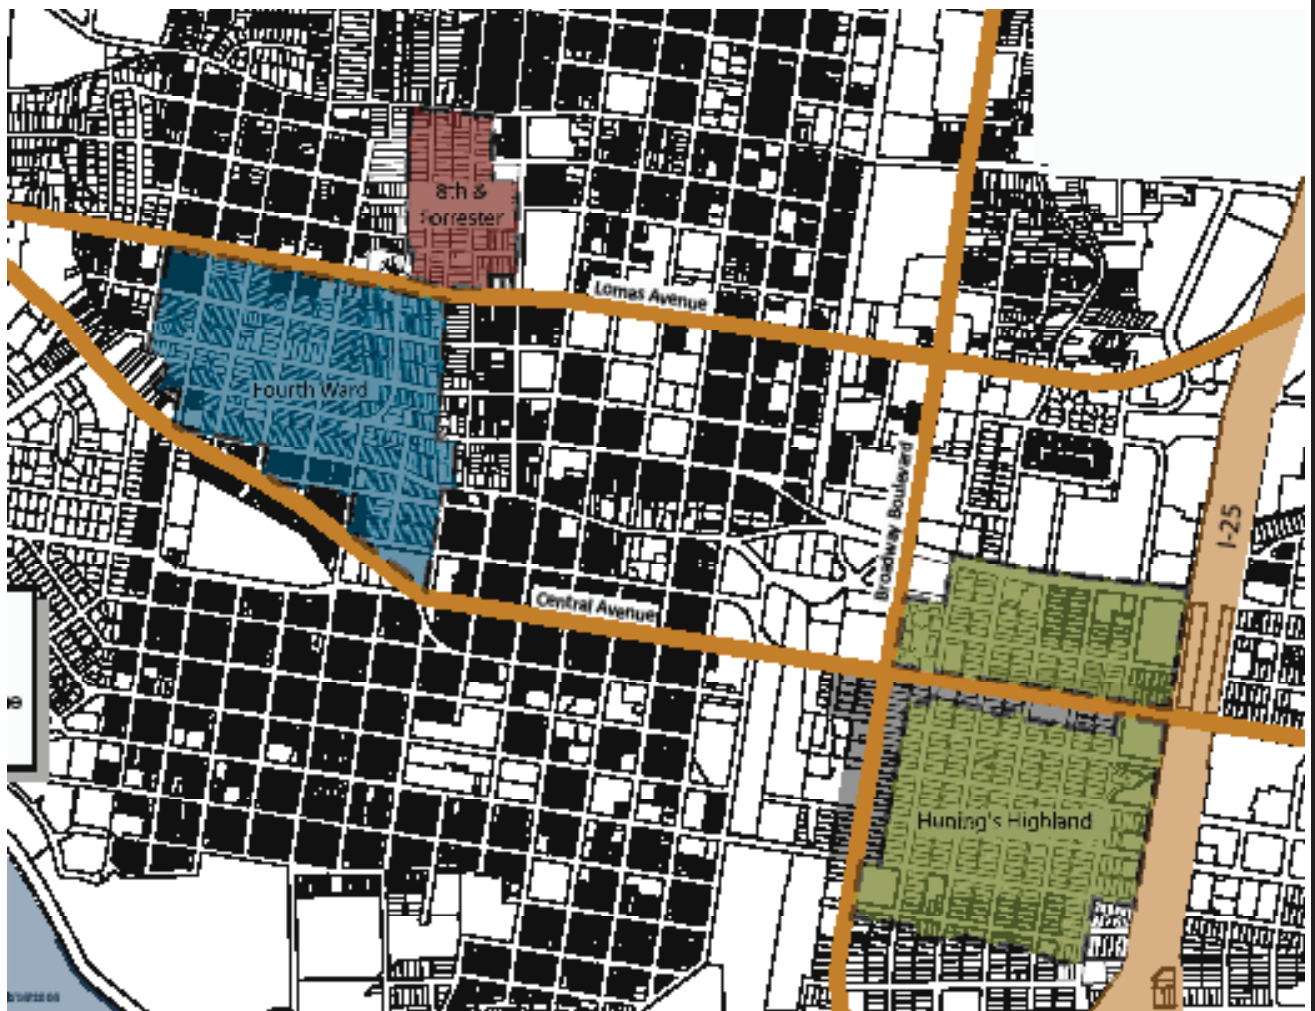 8th &
Forrester
Lomas Avenue
Fourth Ward
Broadway Boulevard
I-25
Central Avenue
e
Huning's Highland